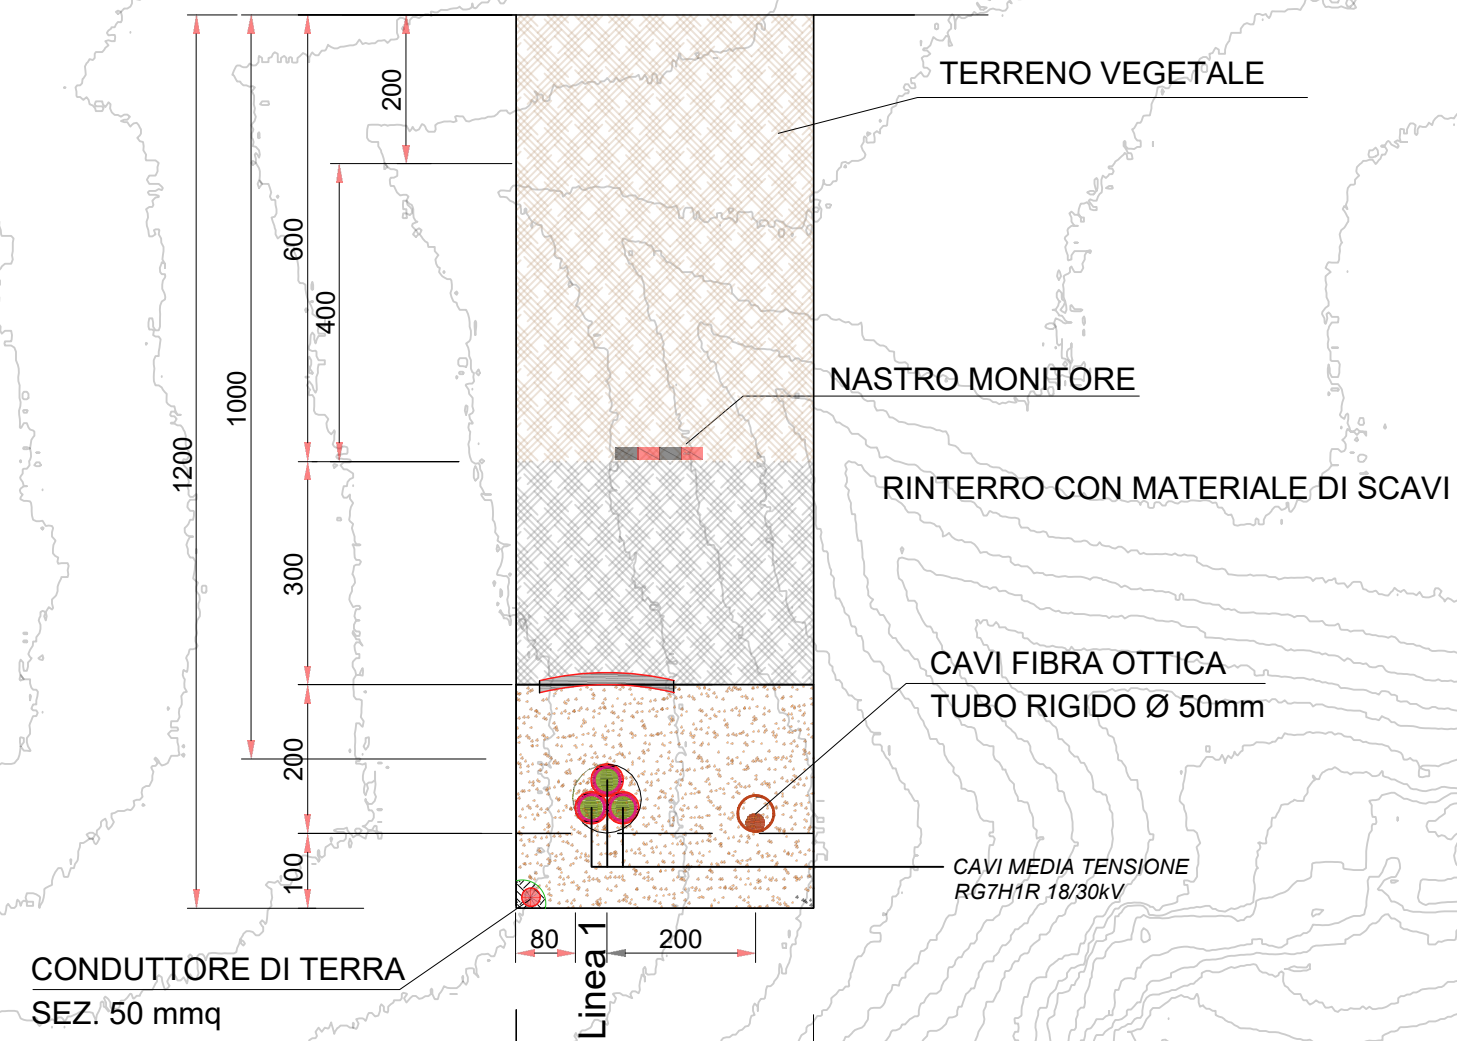 TERRENO VEGETALE
200
600
400
NASTRO MONITORE
1000
1200
RINTERRO CON MATERIALE DI SCAVI
300
CAVI FIBRA OTTICA
TUBO RIGIDO Ø 50mm
200
100
CAVI MEDIA TENSIONE
RG7H1R 18/30kV
80
Linea 1
200
CONDUTTORE DI TERRA
SEZ. 50 mmq